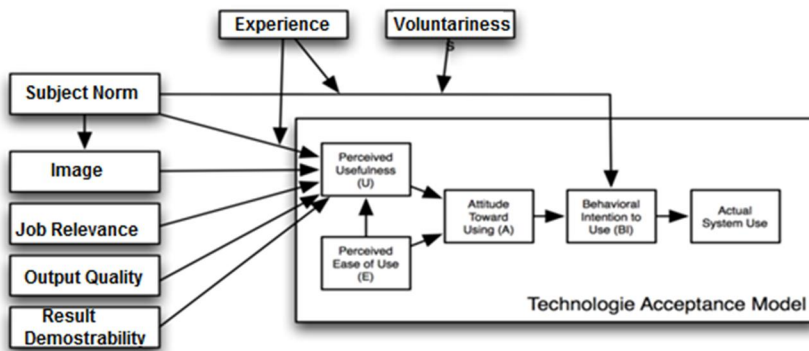 Experience
Voluntariness
s
Subject Norm
Image
Job Relevance
Output Quality
Result
Demostrability
Perceived
Usefulness
(U)
Perceived
Ease of Use
(E)
Attitude
Toward
Using (A)
Behavioral
Intention to
Use (BI)
Actual
System Use
Technologie Acceptance Model